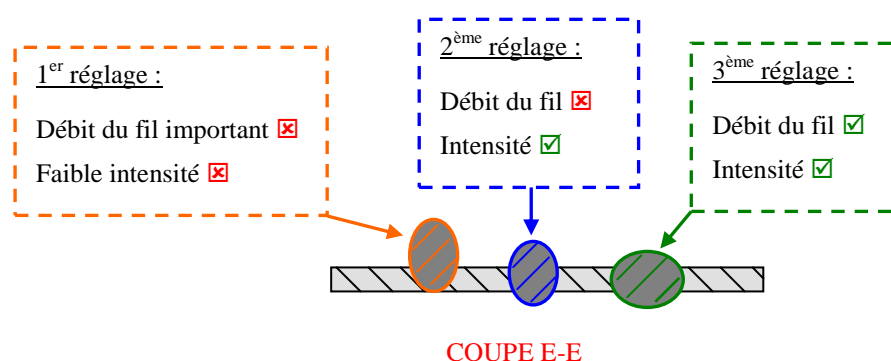 1er réglage :
Débit du fil important ☒
Faible intensité ☒
2ème réglage :
Débit du fil ☒
Intensité ☑
3ème réglage :
Débit du fil ☑
Intensité ☑
COUPE E-E